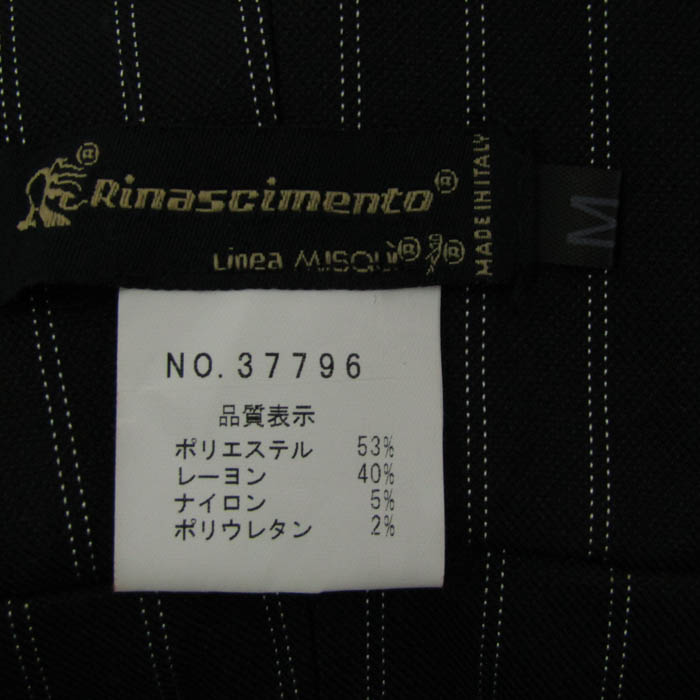 ® Rinascimento®
Linea MISQUì® ®
MADE IN ITALY
M
NO.37796
品質表示
ポリエステル 53%
レーヨン 40%
ナイロン 5%
ポリウレタン 2%